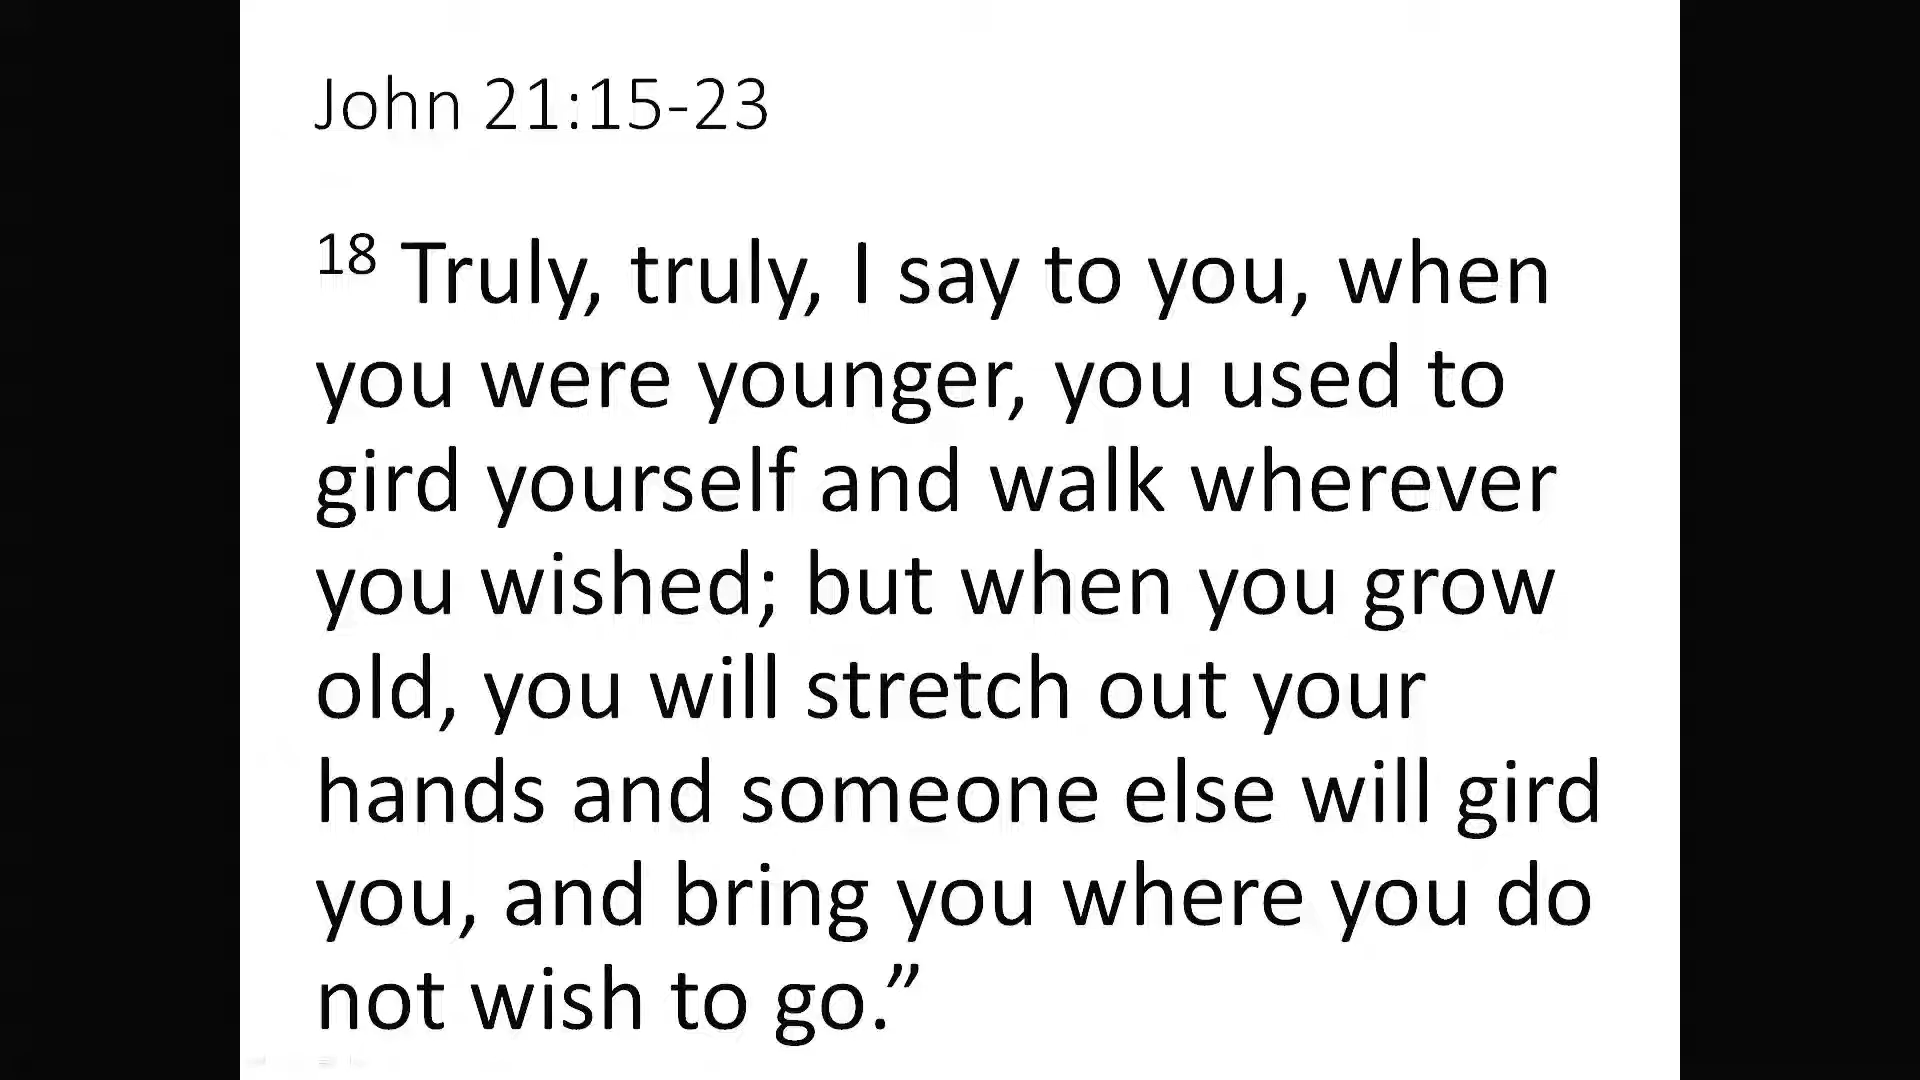 John 21:15-23
18 Truly, truly, I say to you, when
you were younger, you used to
gird yourself and walk wherever
you wished; but when you grow
old, you will stretch out your
hands and someone else will gird
you, and bring you where you do
not wish to go.”